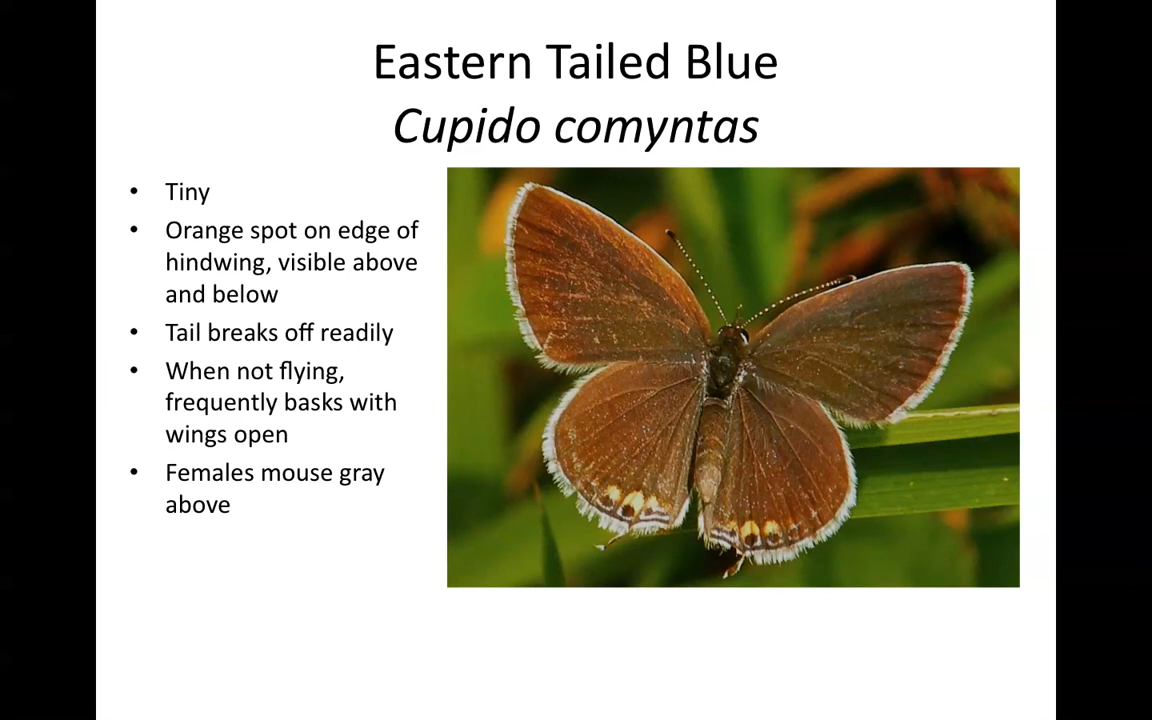 Eastern Tailed Blue
Cupido comyntas
• Tiny
• Orange spot on edge of
hindwing, visible above
and below
• Tail breaks off readily
• When not flying,
frequently basks with
wings open
• Females mouse gray
above